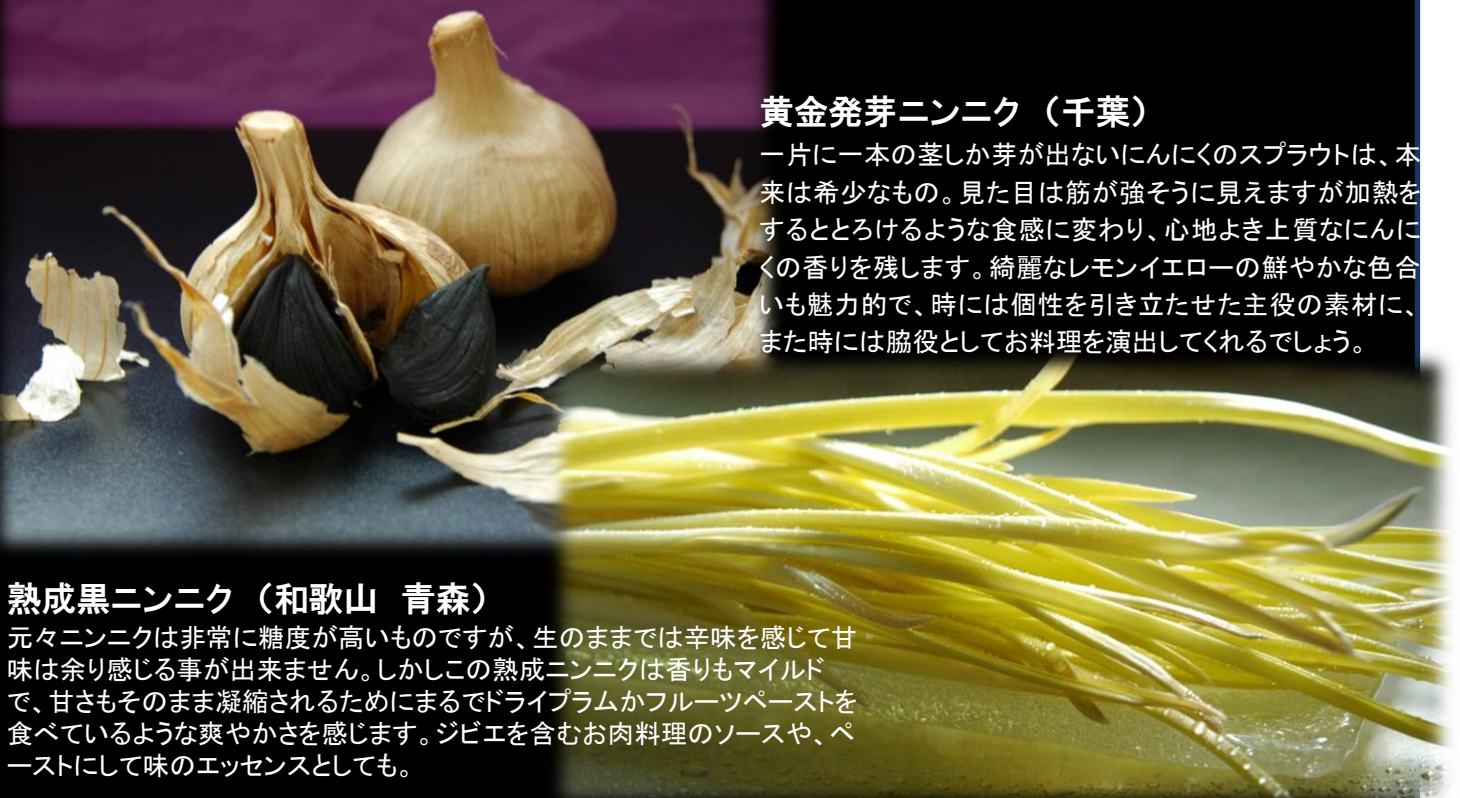 黄金発芽ニンニク （千葉）
一片に一本の茎しか芽が出ないにんにくのスプラウトは、本
来は希少なもの。見た目は筋が強そうに見えますが加熱を
するととろけるような食感に変わり、心地よき上質なにんに
くの香りを残します。綺麗なレモンイエローの鮮やかな色合
いも魅力的で、時には個性を引き立たせた主役の素材に、
また時には脇役としてお料理を演出してくれるでしょう。
熟成黒ニンニク （和歌山　青森）
元々ニンニクは非常に糖度が高いものですが、生のままでは辛味を感じて甘
味は余り感じる事が出来ません。しかしこの熟成ニンニクは香りもマイルド
で、甘さもそのまま凝縮されるためにまるでドライプラムかフルーツペーストを
食べているような爽やかさを感じます。ジビエを含むお肉料理のソースや、ペ
ーストにして味のエッセンスとしても。